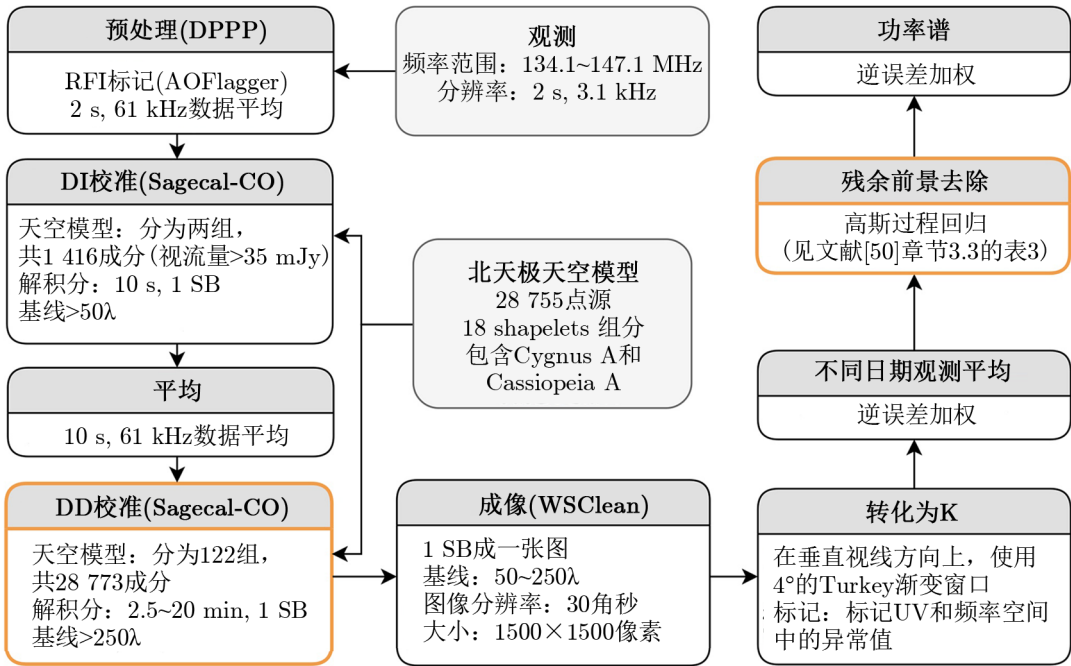 预处理(DPPP)
RFI标记(AOFlagger)
2 s, 61 kHz数据平均
观测
频率范围：134.1~147.1 MHz
分辨率：2 s, 3.1 kHz
DI校准(Sagecal-CO)
天空模型：分为两组，
共1 416成分(视流量>35 mJy)
解积分：10 s, 1 SB
基线>50λ
北天极天空模型
28 755点源
18 shapelets 组分
包含Cygnus A和
Cassiopeia A
平均
10 s, 61 kHz数据平均
DD校准(Sagecal-CO)
天空模型：分为122组，
共28 773成分
解积分：2.5~20 min, 1 SB
基线>250λ
成像(WSClean)
1 SB成一张图
基线：50~250λ
图像分辨率：30角秒
大小：1500×1500像素
转化为K
在垂直视线方向上，使用
4°的Turkey渐变窗口
标记：标记UV和频率空间
中的异常值
不同日期观测平均
逆误差加权
残余前景去除
高斯过程回归
(见文献[50]章节3.3的表3)
功率谱
逆误差加权